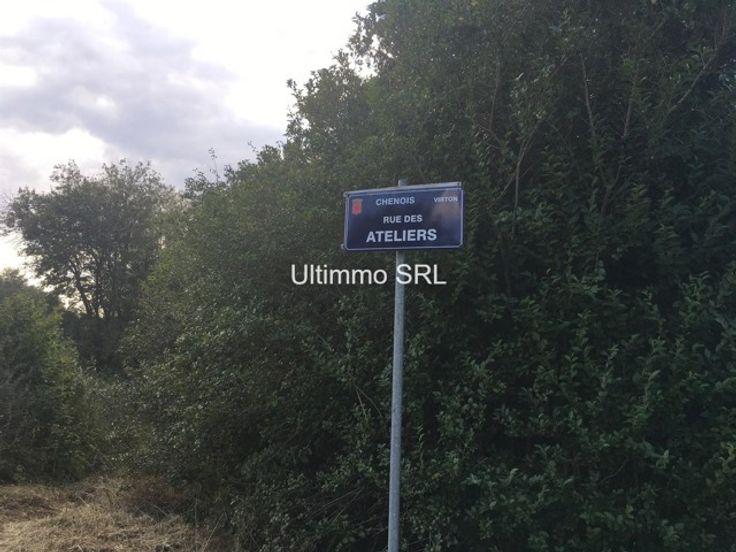 CHENOIS VIRTON
RUE DES
ATELIERS
Ultimmo SRL